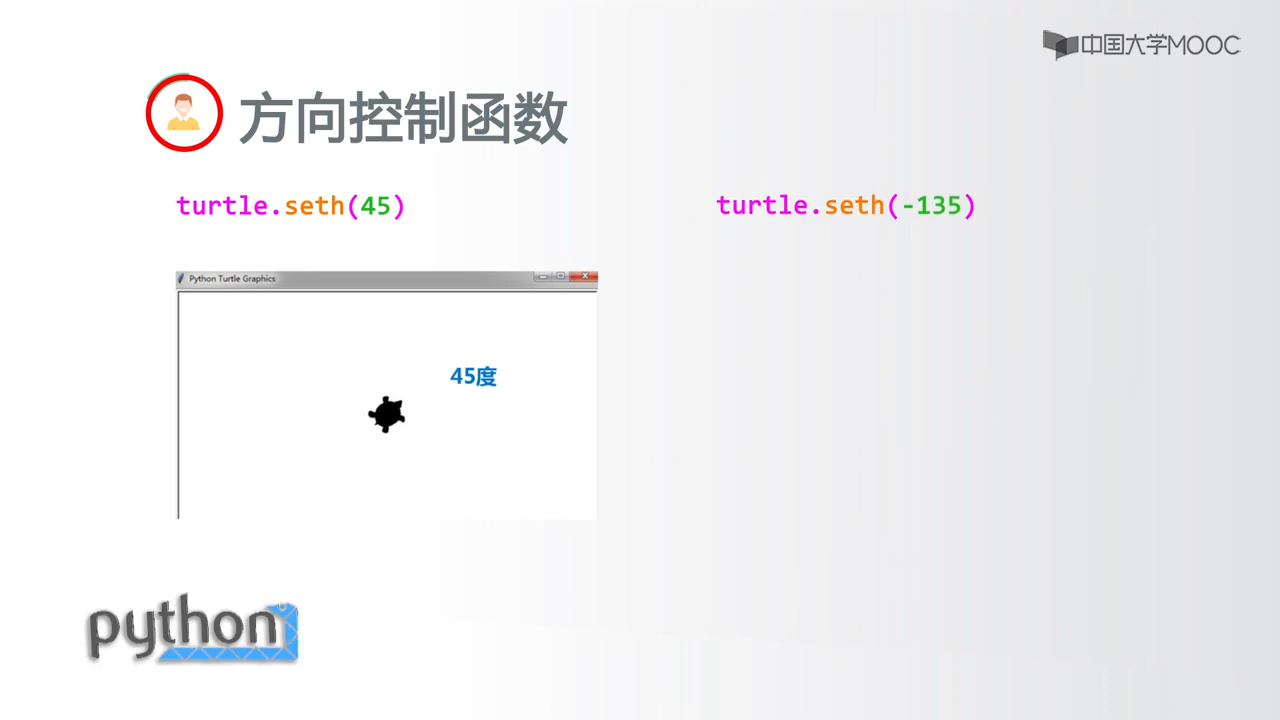 中国大学MOOC
方向控制函数
turtle.seth(45)
turtle.seth(-135)
Python Turtle Graphics
45度
python